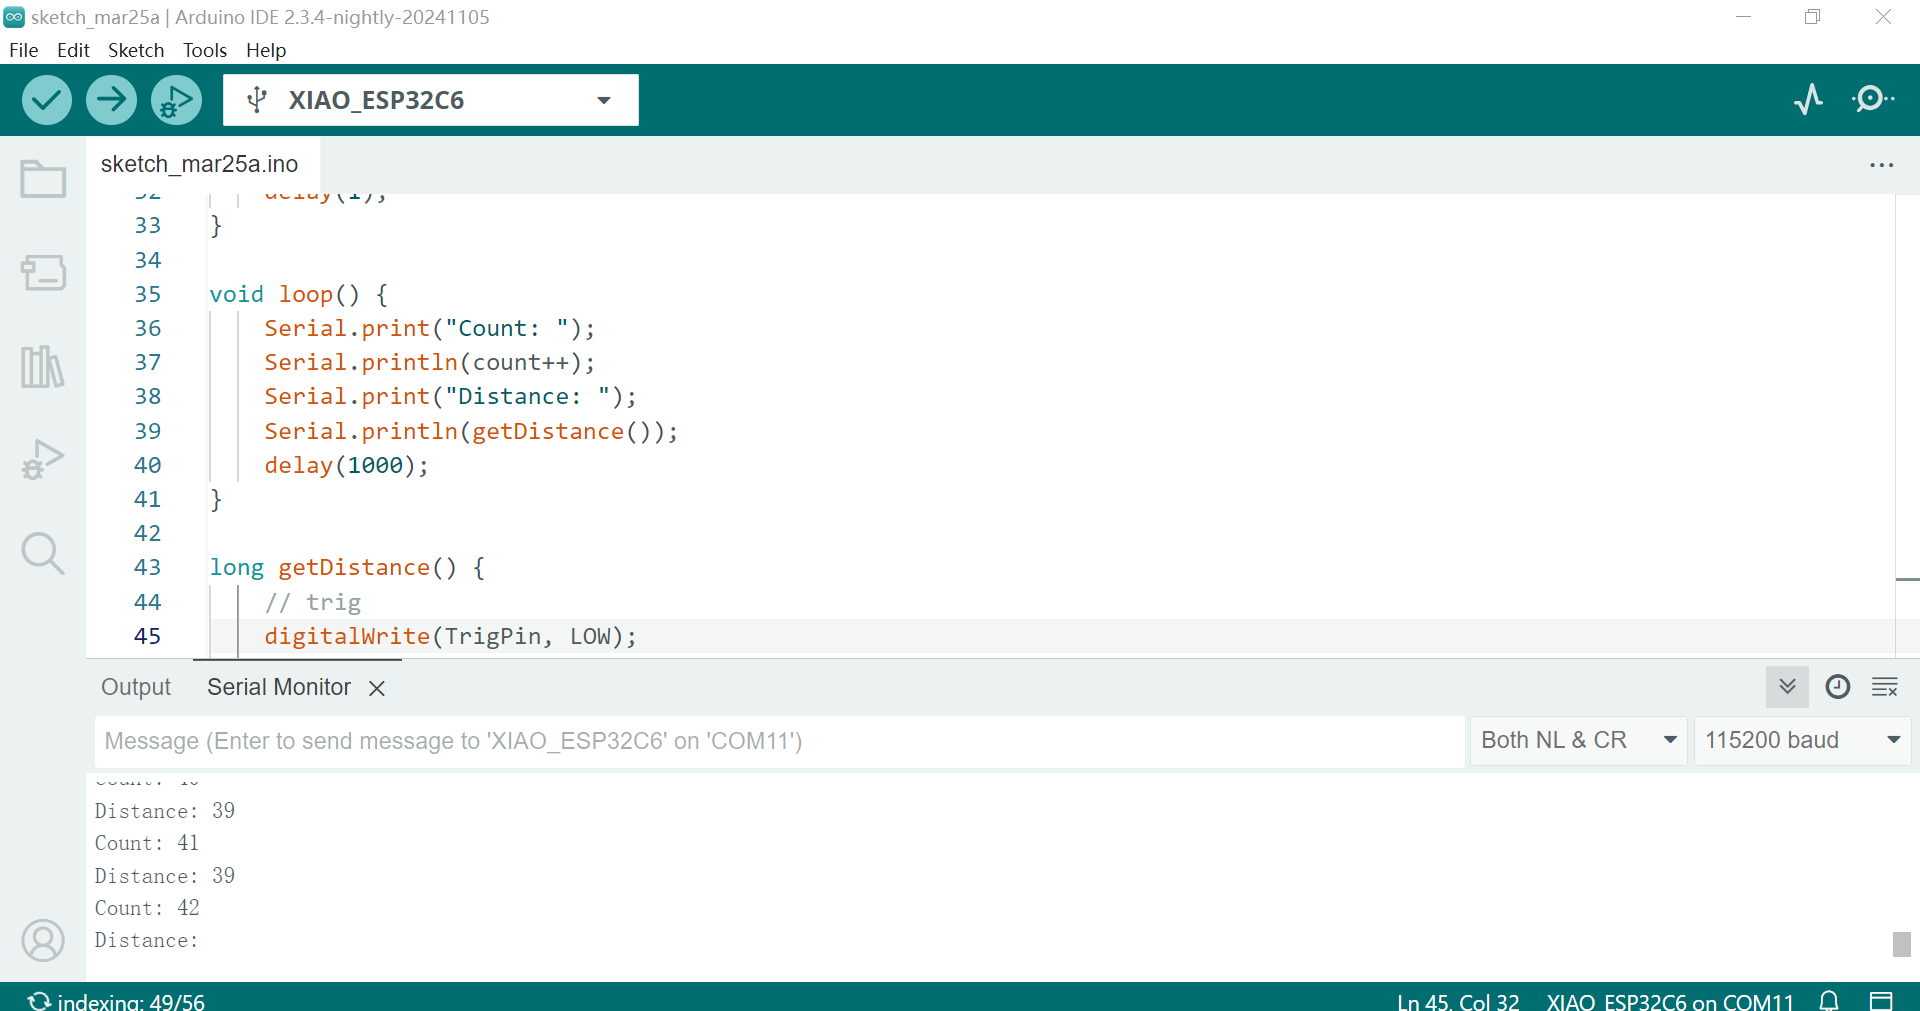 sketch_mar25a | Arduino IDE 2.3.4-nightly-20241105
File Edit Sketch Tools Help
XIAO_ESP32C6
sketch_mar25a.ino
32 delay(1);
33 }
34
35 void loop() {
36 Serial.print("Count: ");
37 Serial.println(count++);
38 Serial.print("Distance: ");
39 Serial.println(getDistance());
40 delay(1000);
41 }
42
43 long getDistance() {
44 // trig
45 digitalWrite(TrigPin, LOW);
Output Serial Monitor
Message (Enter to send message to 'XIAO_ESP32C6' on 'COM11') Both NL & CR 115200 baud
Count: 40
Distance: 39
Count: 41
Distance: 39
Count: 42
Distance:
indexing: 49/56 Ln 45, Col 32 XIAO_ESP32C6 on COM11